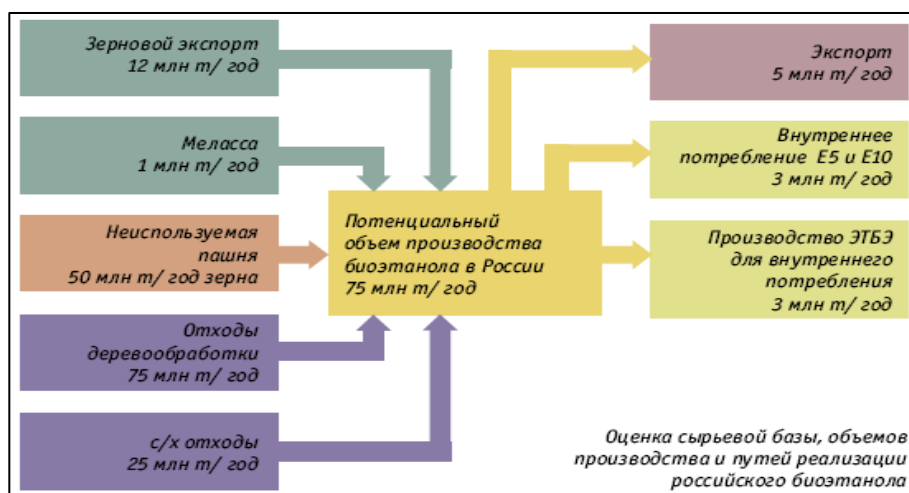 Зерновой экспорт
12 млн т/ год
Меласса
1 млн т/ год
Неиспользуемая
пашня
50 млн т/ год зерна
Отходы
деревообработки
75 млн т/ год
с/х отходы
25 млн т/ год
Потенциальный
объем производства
биоэтанола в России
75 млн т/ год
Экспорт
5 млн т/ год
Внутреннее
потребление Е5 и Е10
3 млн т/ год
Производство ЭТБЭ
для внутреннего
потребления
3 млн т/ год
Оценка сырьевой базы, объемов
производства и путей реализации
российского биоэтанола